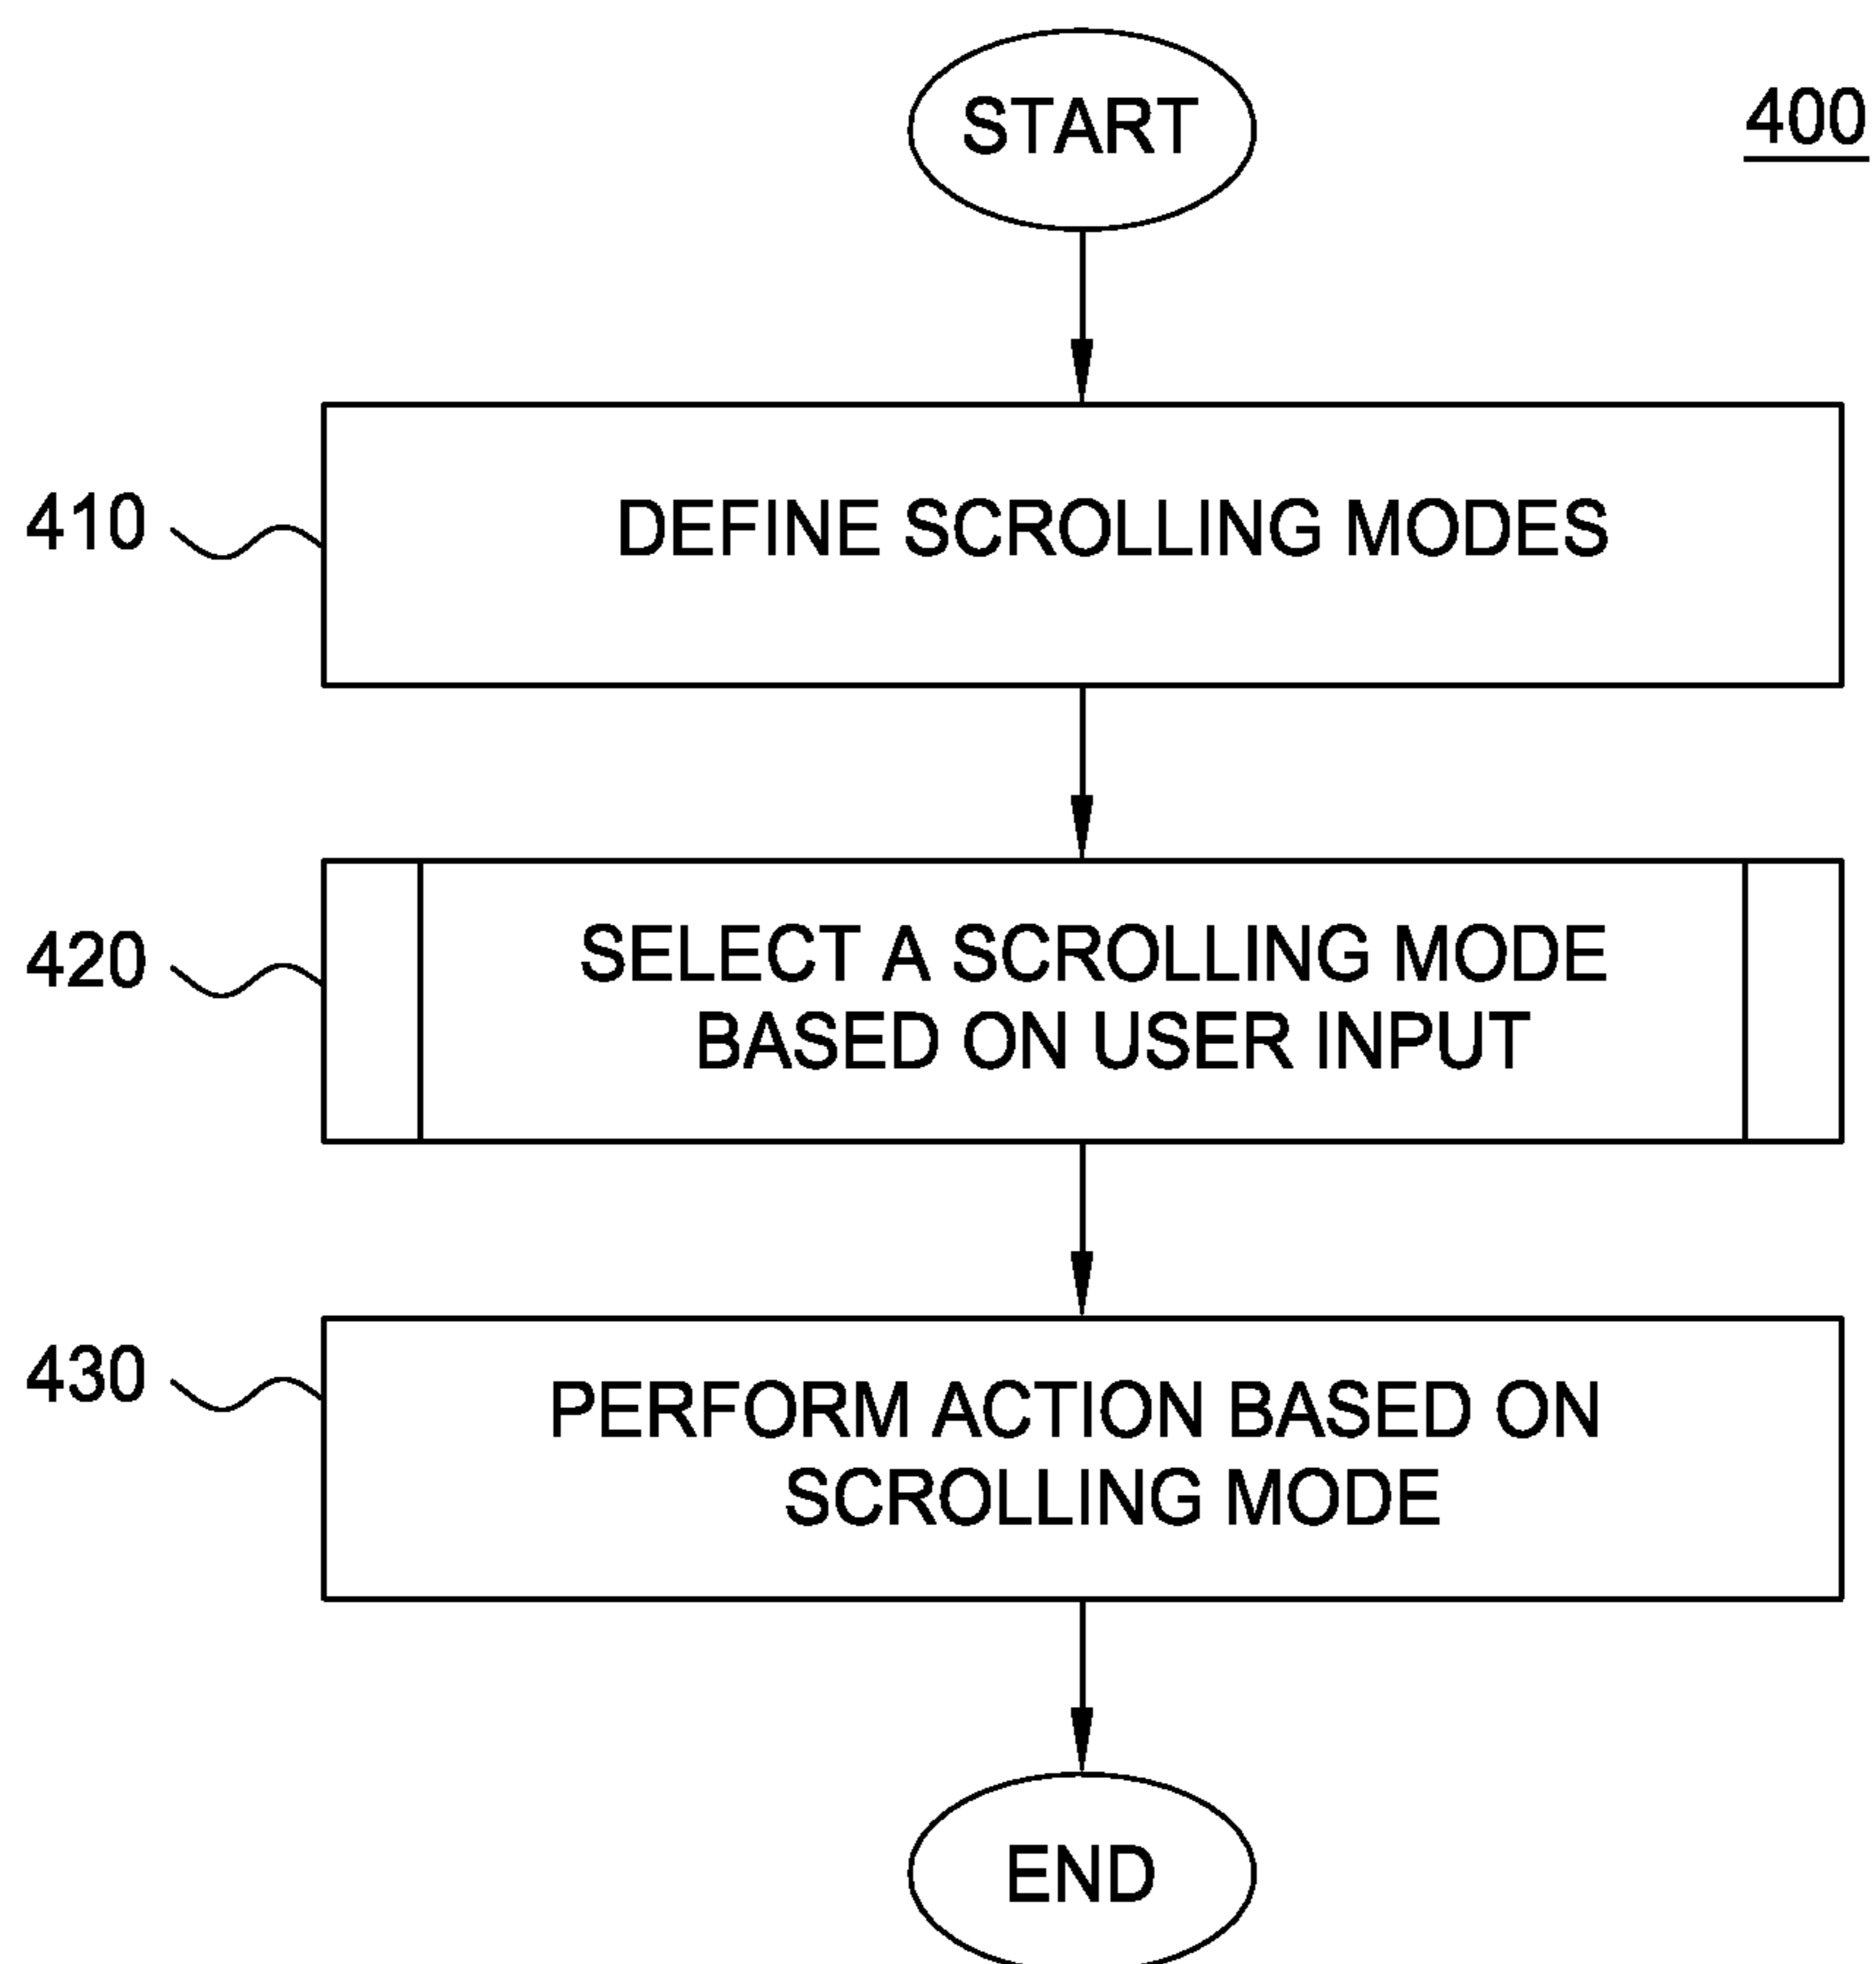 START
400
410
DEFINE SCROLLING MODES
420
SELECT A SCROLLING MODE
BASED ON USER INPUT
430
PERFORM ACTION BASED ON
SCROLLING MODE
END